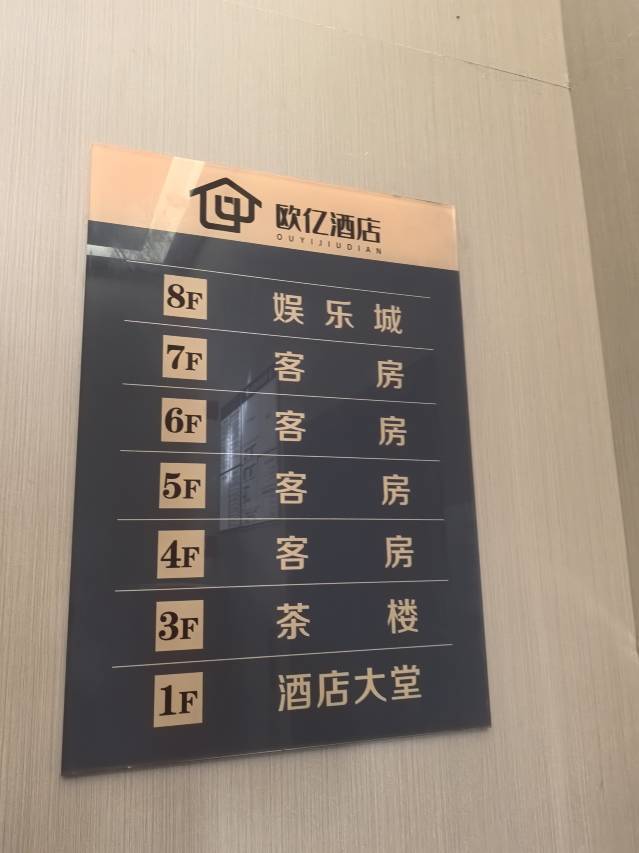 欧亿酒店
OUYIJIUDIAN
8F 娱乐城
7F 客房
6F 客房
5F 客房
4F 客房
3F 茶楼
1F 酒店大堂